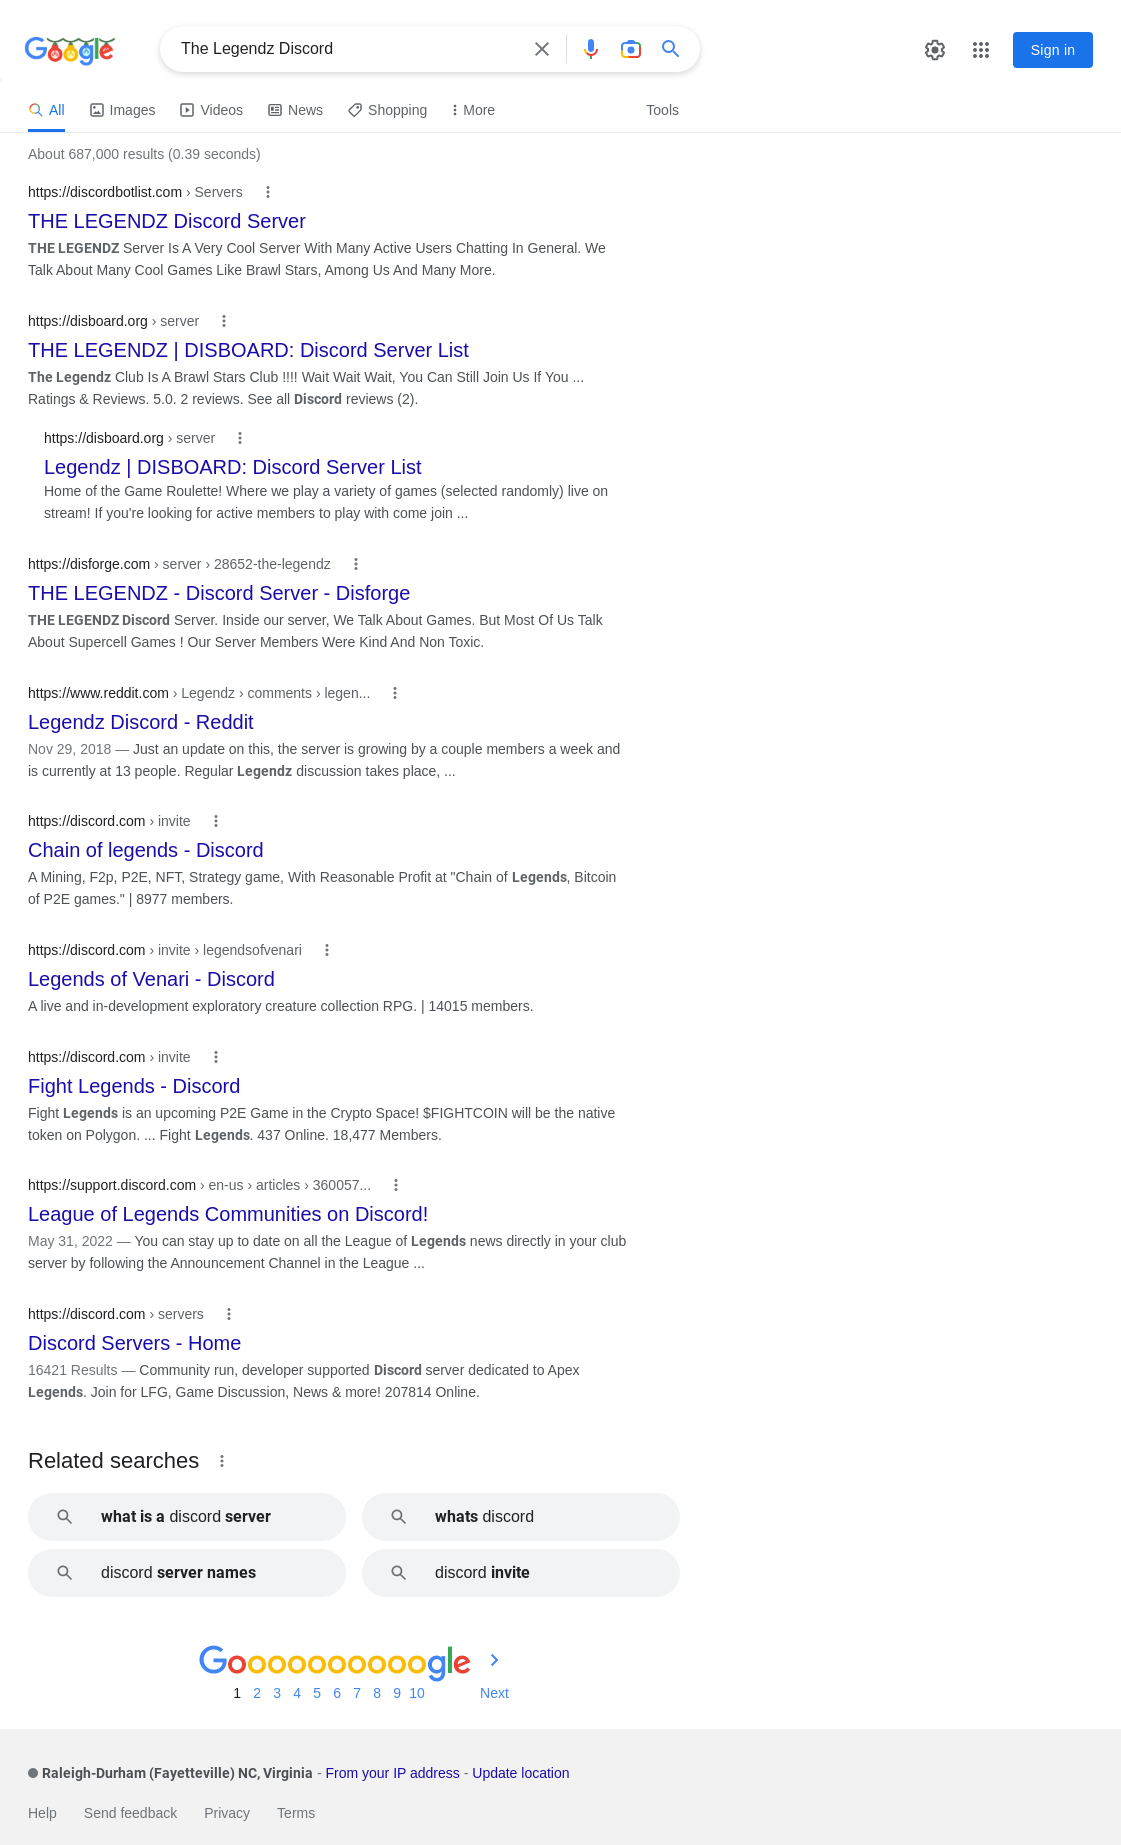 Google
The Legendz Discord
Sign in
All
Images
Videos
News
Shopping
More
Tools
About 687,000 results (0.39 seconds)
https://discordbotlist.com › Servers
THE LEGENDZ Discord Server
THE LEGENDZ Server Is A Very Cool Server With Many Active Users Chatting In General. We
Talk About Many Cool Games Like Brawl Stars, Among Us And Many More.
https://disboard.org › server
THE LEGENDZ | DISBOARD: Discord Server List
The Legendz Club Is A Brawl Stars Club !!!! Wait Wait Wait, You Can Still Join Us If You ...
Ratings & Reviews. 5.0. 2 reviews. See all Discord reviews (2).
https://disboard.org › server
Legendz | DISBOARD: Discord Server List
Home of the Game Roulette! Where we play a variety of games (selected randomly) live on
stream! If you're looking for active members to play with come join ...
https://disforge.com › server › 28652-the-legendz
THE LEGENDZ - Discord Server - Disforge
THE LEGENDZ Discord Server. Inside our server, We Talk About Games. But Most Of Us Talk
About Supercell Games ! Our Server Members Were Kind And Non Toxic.
https://www.reddit.com › Legendz › comments › legen...
Legendz Discord - Reddit
Nov 29, 2018 — Just an update on this, the server is growing by a couple members a week and
is currently at 13 people. Regular Legendz discussion takes place, ...
https://discord.com › invite
Chain of legends - Discord
A Mining, F2p, P2E, NFT, Strategy game, With Reasonable Profit at "Chain of Legends, Bitcoin
of P2E games." | 8977 members.
https://discord.com › invite › legendsofvenari
Legends of Venari - Discord
A live and in-development exploratory creature collection RPG. | 14015 members.
https://discord.com › invite
Fight Legends - Discord
Fight Legends is an upcoming P2E Game in the Crypto Space! $FIGHTCOIN will be the native
token on Polygon. ... Fight Legends. 437 Online. 18,477 Members.
https://support.discord.com › en-us › articles › 360057...
League of Legends Communities on Discord!
May 31, 2022 — You can stay up to date on all the League of Legends news directly in your club
server by following the Announcement Channel in the League ...
https://discord.com › servers
Discord Servers - Home
16421 Results — Community run, developer supported Discord server dedicated to Apex
Legends. Join for LFG, Game Discussion, News & more! 207814 Online.
Related searches
what is a discord server
whats discord
discord server names
discord invite
Goooooooooogle
1 2 3 4 5 6 7 8 9 10 Next
Raleigh-Durham (Fayetteville) NC, Virginia - From your IP address - Update location
Help Send feedback Privacy Terms